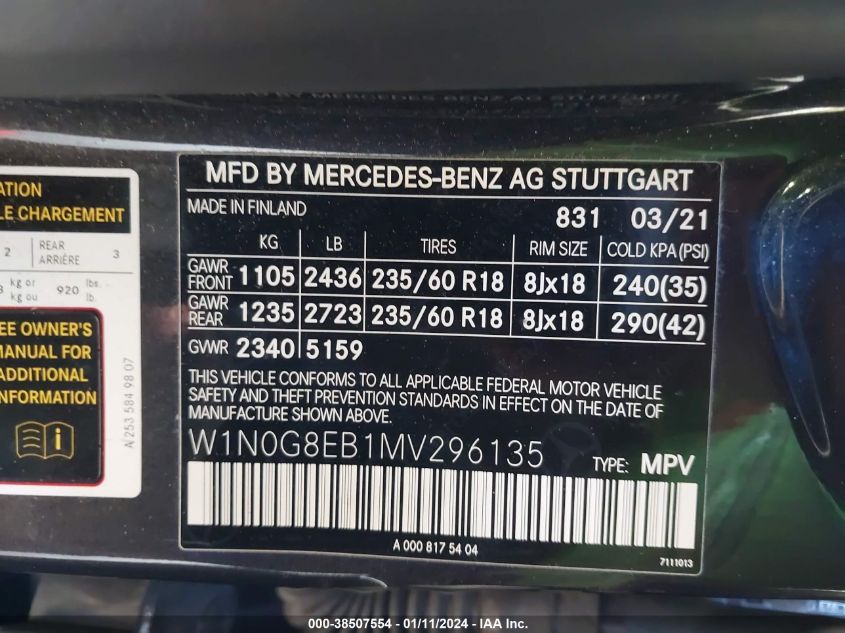 MFD BY MERCEDES-BENZ AG STUTTGART
MADE IN FINLAND 831 03/21
KG LB TIRES RIM SIZE COLD KPA (PSI)
GAWR FRONT 1105 2436 235/60 R18 8Jx18 240(35)
GAWR REAR 1235 2723 235/60 R18 8Jx18 290(42)
GVWR 2340 5159
THIS VEHICLE CONFORMS TO ALL APPLICABLE FEDERAL MOTOR VEHICLE
SAFETY AND THEFT PREVENTION STANDARDS IN EFFECT ON THE DATE OF
MANUFACTURE SHOWN ABOVE.
W1N0G8EB1MV296135 TYPE: MPV
A 000 817 54 04
7111013
CHARGEMENT
2 REAR ARRIÈRE 3
kg or kg ou 920 lbs. lb.
OWNER'S
MANUAL FOR
ADDITIONAL
INFORMATION
A 253 584 98 07
000-38507554 - 01/11/2024 - IAA Inc.